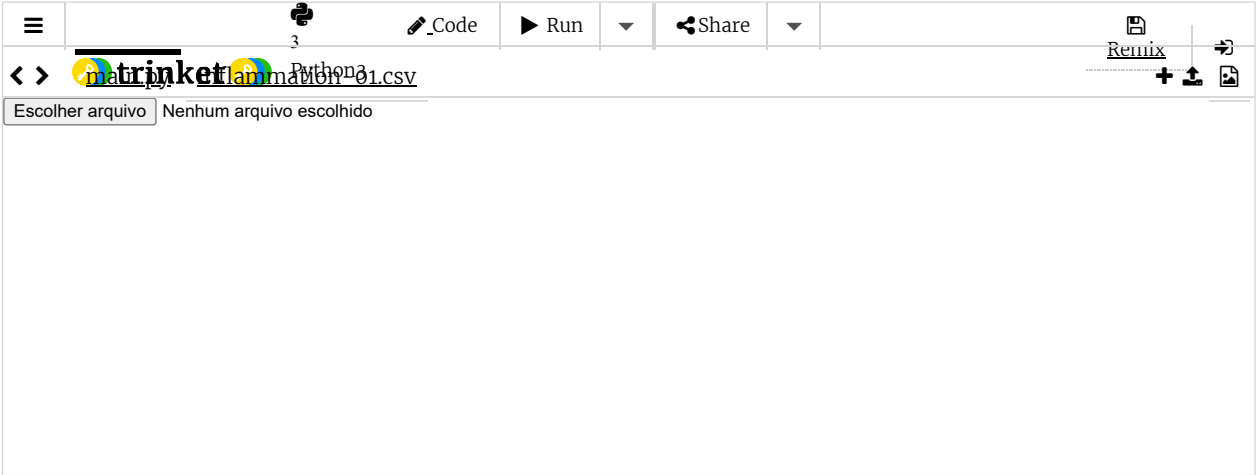 Code Run Share
3
Remix
trinket
Python3
main.py inflammation-01.csv
Escolher arquivo Nenhum arquivo escolhido